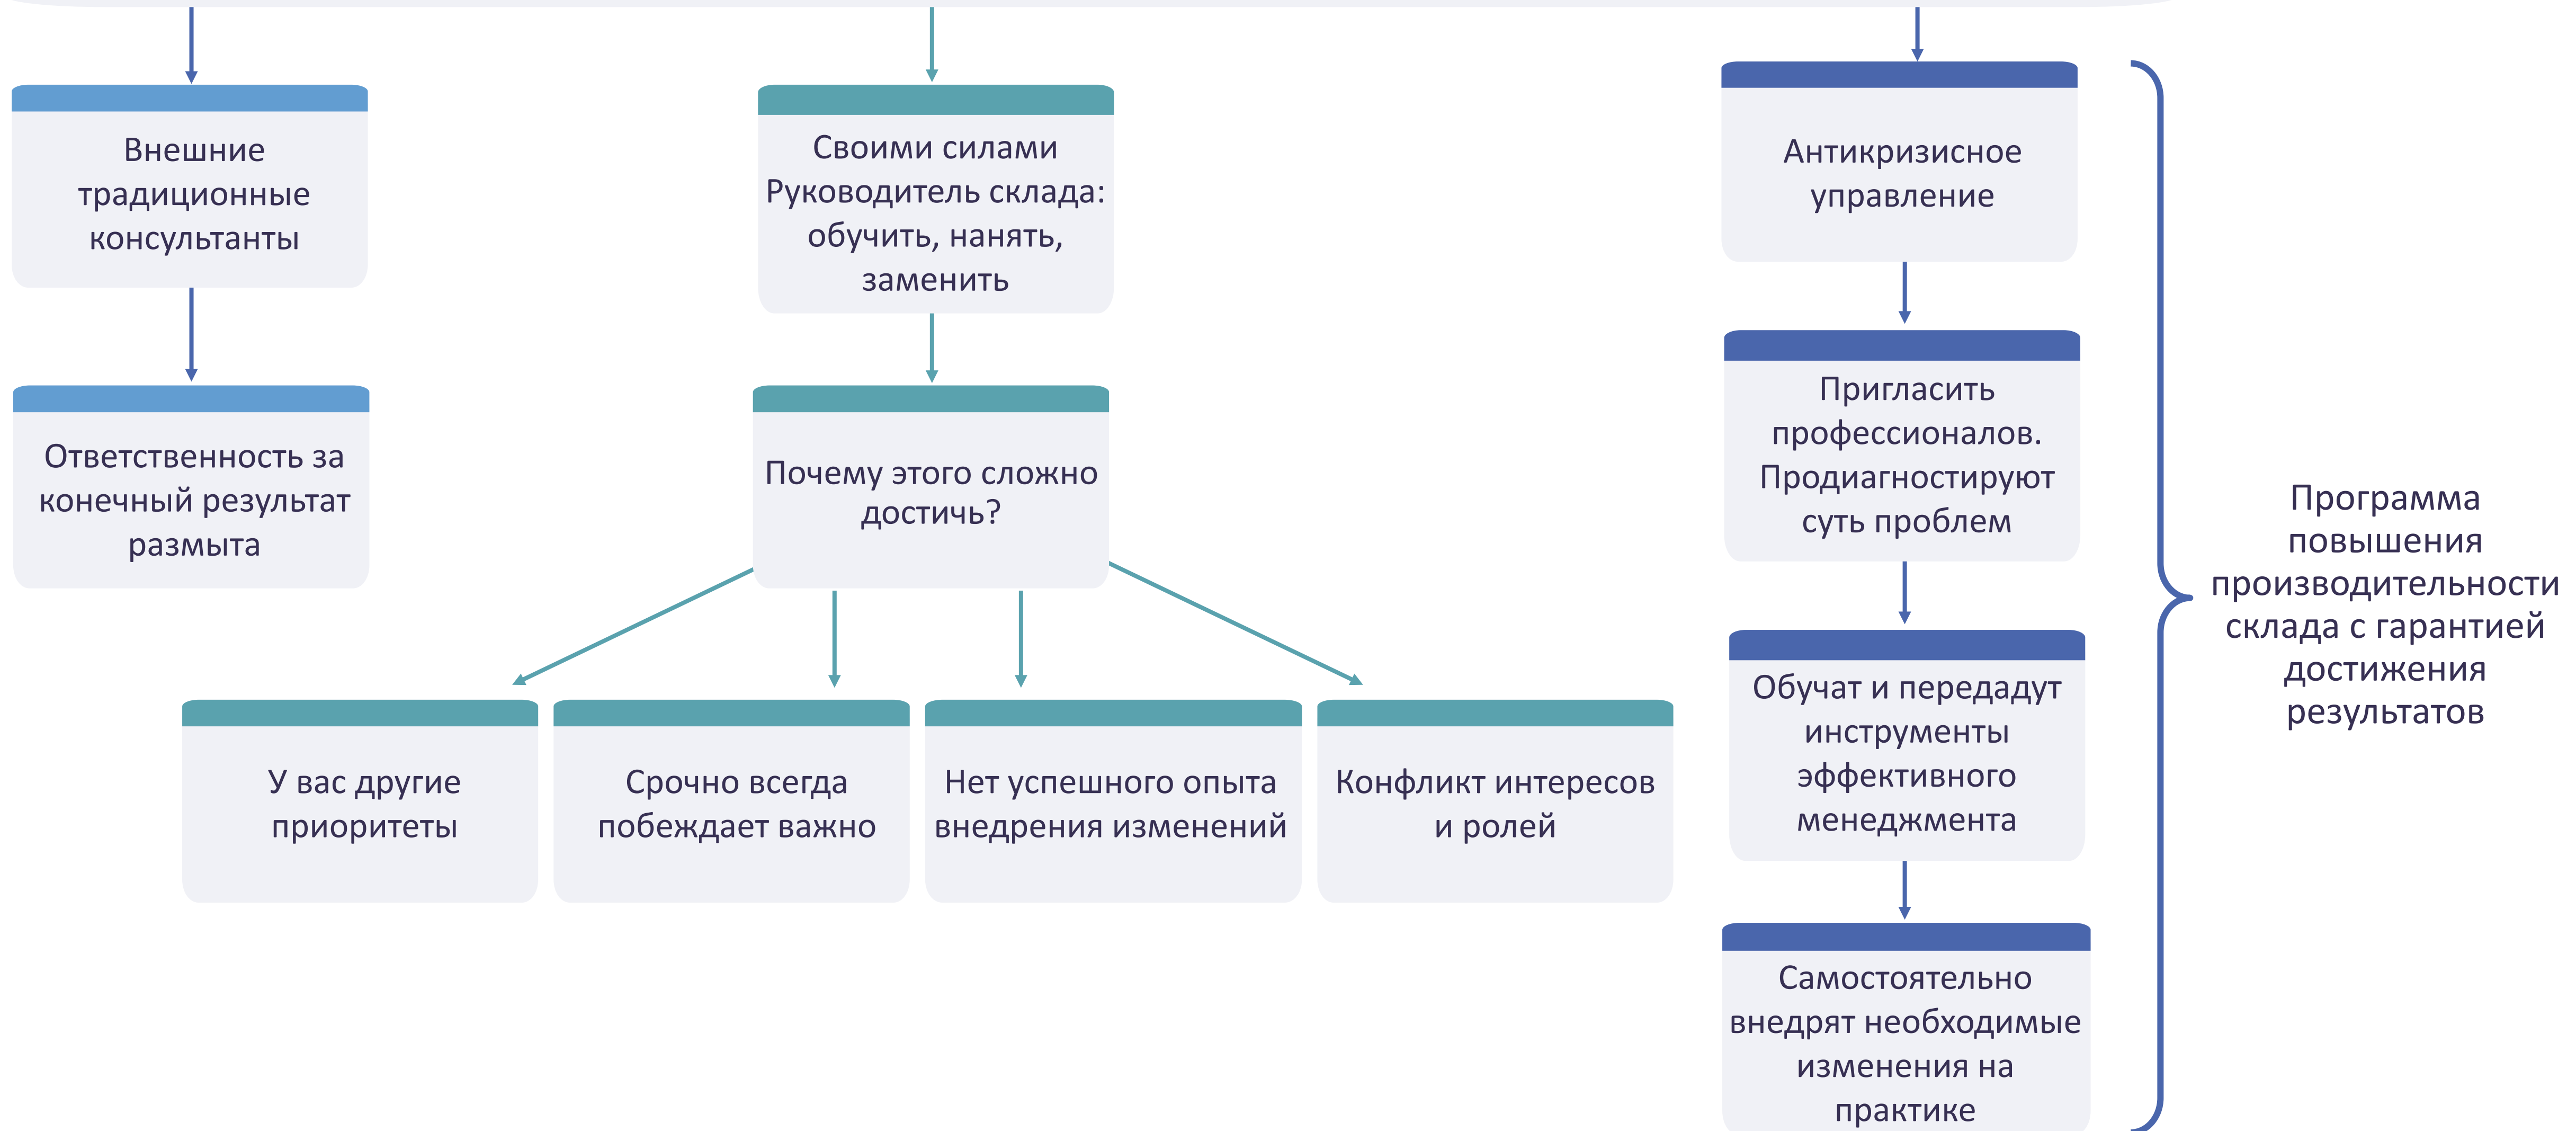 Внешние
традиционные
консультанты
Ответственность за
конечный результат
размыта
Своими силами
Руководитель склада:
обучить, нанять,
заменить
Почему этого сложно
достичь?
У вас другие
приоритеты
Срочно всегда
побеждает важно
Нет успешного опыта
внедрения изменений
Конфликт интересов
и ролей
Антикризисное
управление
Пригласить
профессионалов.
Продиагностируют
суть проблем
Обучат и передадут
инструменты
эффективного
менеджмента
Самостоятельно
внедрят необходимые
изменения на
практике
Программа
повышения
производительности
склада с гарантией
достижения
результатов